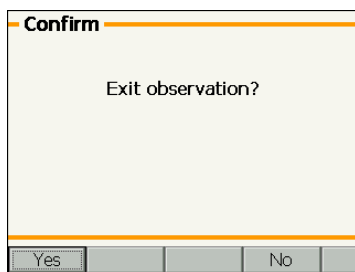 Confirm
Exit observation?
Yes No